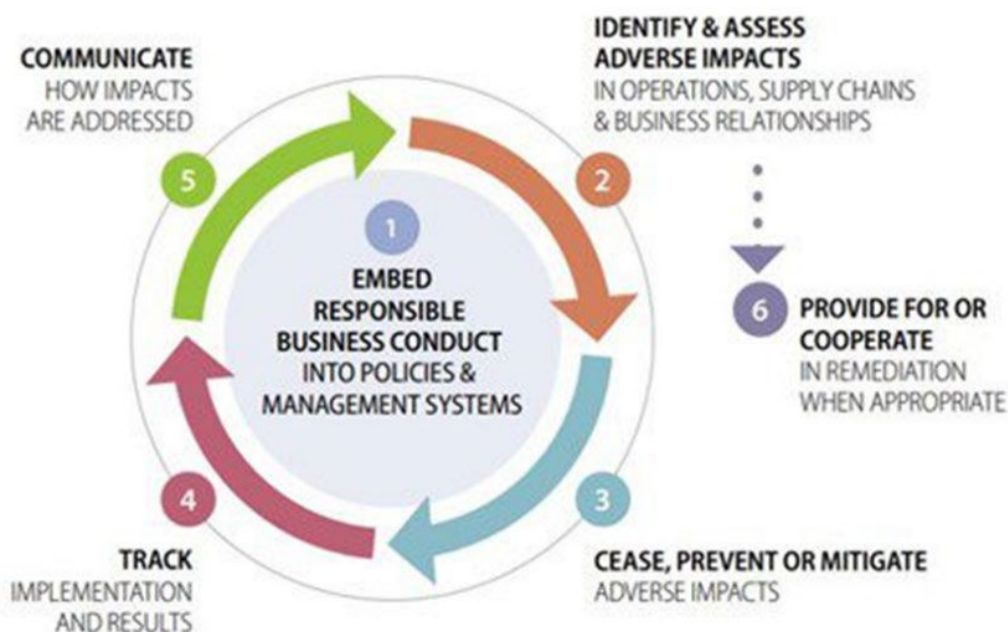 1
EMBED
RESPONSIBLE
BUSINESS CONDUCT
INTO POLICIES &
MANAGEMENT SYSTEMS
2
IDENTIFY & ASSESS
ADVERSE IMPACTS
IN OPERATIONS, SUPPLY CHAINS
& BUSINESS RELATIONSHIPS
3
CEASE, PREVENT OR MITIGATE
ADVERSE IMPACTS
4
TRACK
IMPLEMENTATION
AND RESULTS
5
COMMUNICATE
HOW IMPACTS
ARE ADDRESSED
6
PROVIDE FOR OR
COOPERATE
IN REMEDIATION
WHEN APPROPRIATE